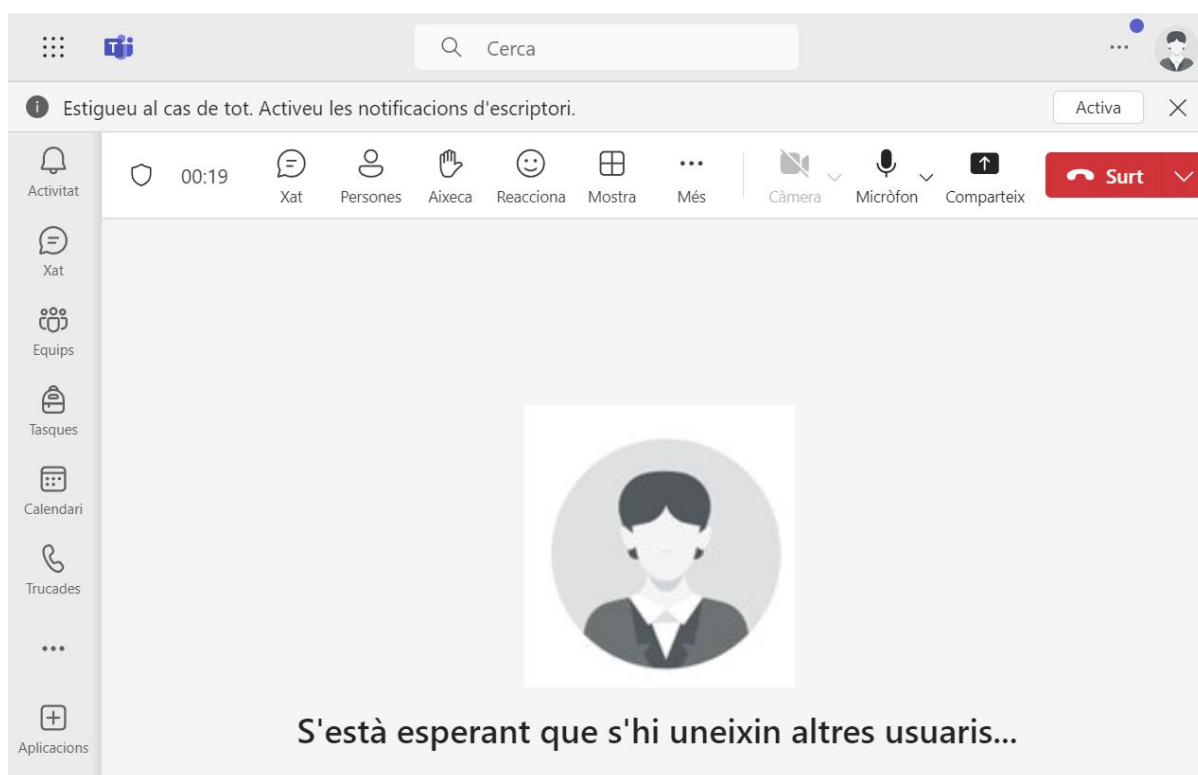 Cerca
Estigueu al cas de tot. Activeu les notificacions d'escriptori.
Activa
Activitat
Xat
Equips
Tasques
Calendari
Trucades
Aplicacions
00:19
Xat
Persones
Aixeca
Reacciona
Mostra
Més
Càmera
Micròfon
Comparteix
Surt
S'està esperant que s'hi uneixin altres usuaris...